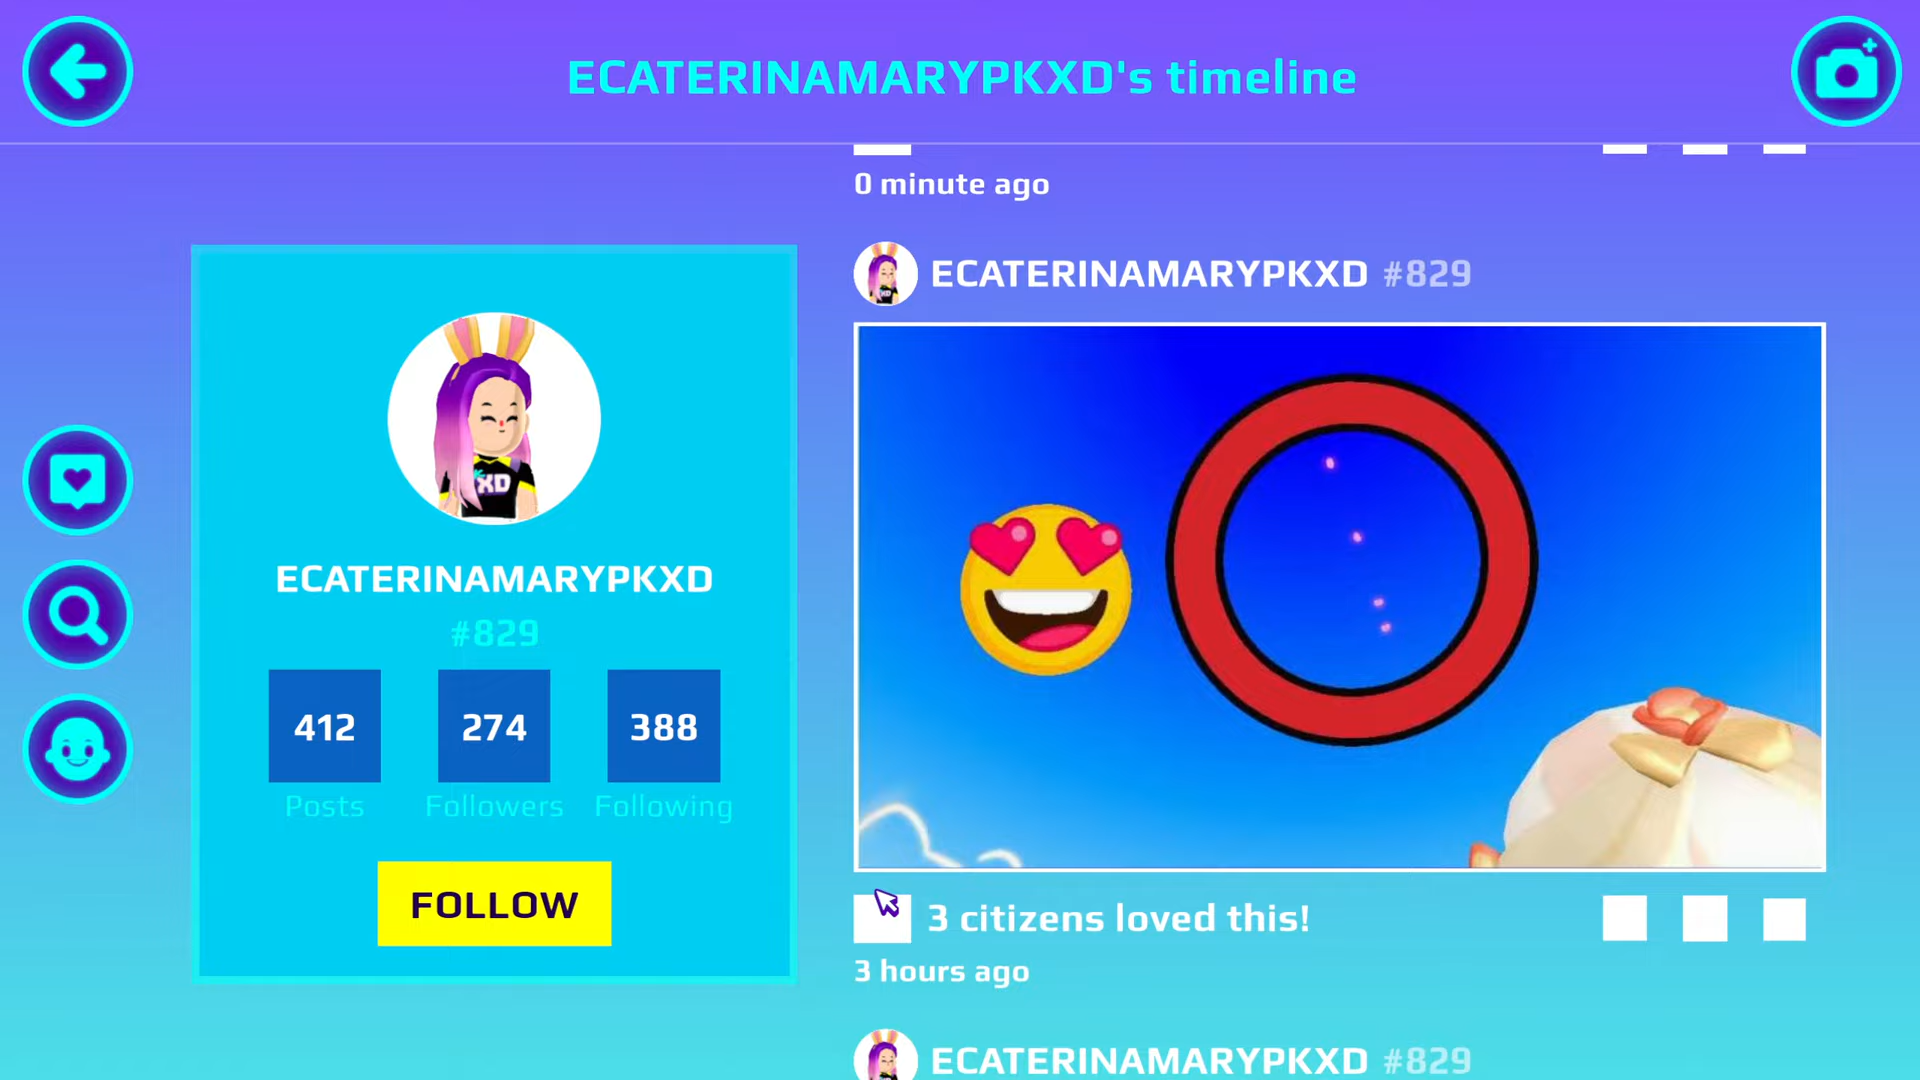 ECATERINAMARYPKXD's timeline
0 minute ago
ECATERINAMARYPKXD #829
XD
ECATERINAMARYPKXD
#829
412 274 388
Posts Followers Following
FOLLOW
3 citizens loved this!
3 hours ago
ECATERINAMARYPKXD #829